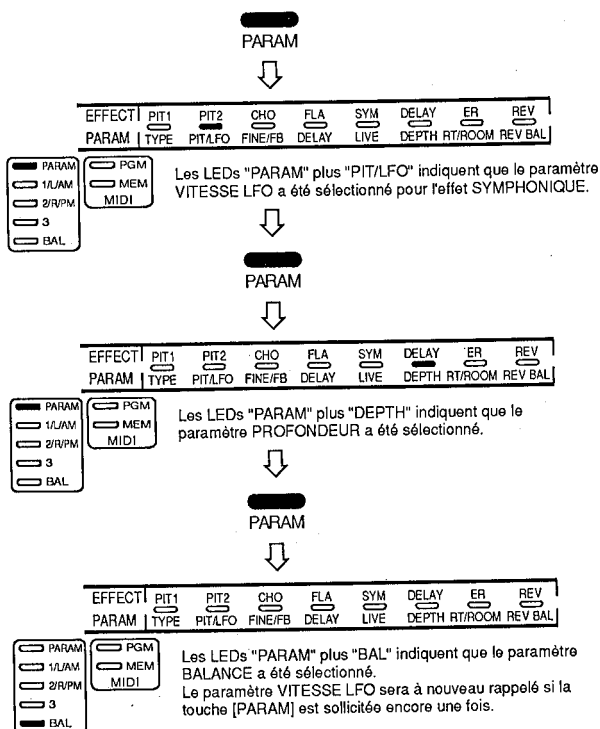 PARAM
EFFECT PIT1 PIT2 CHO FLA SYM DELAY ER REV
PARAM TYPE PIT/LFO FINE/FB DELAY LIVE DEPTH RT/ROOM REV BAL
PARAM
1/L/AM
2/R/PM
3
BAL
PGM
MEM
MIDI
Les LEDs "PARAM" plus "PIT/LFO" indiquent que le paramètre
VITESSE LFO a été sélectionné pour l'effet SYMPHONIQUE.
PARAM
EFFECT PIT1 PIT2 CHO FLA SYM DELAY ER REV
PARAM TYPE PIT/LFO FINE/FB DELAY LIVE DEPTH RT/ROOM REV BAL
PARAM
1/L/AM
2/R/PM
3
BAL
PGM
MEM
MIDI
Les LEDs "PARAM" plus "DEPTH" indiquent que le
paramètre PROFONDEUR a été sélectionné.
PARAM
EFFECT PIT1 PIT2 CHO FLA SYM DELAY ER REV
PARAM TYPE PIT/LFO FINE/FB DELAY LIVE DEPTH RT/ROOM REV BAL
PARAM
1/L/AM
2/R/PM
3
BAL
PGM
MEM
MIDI
Les LEDs "PARAM" plus "BAL" indiquent que le paramètre
BALANCE a été sélectionné.
Le paramètre VITESSE LFO sera à nouveau rappelé si la
touche [PARAM] est sollicitée encore une fois.